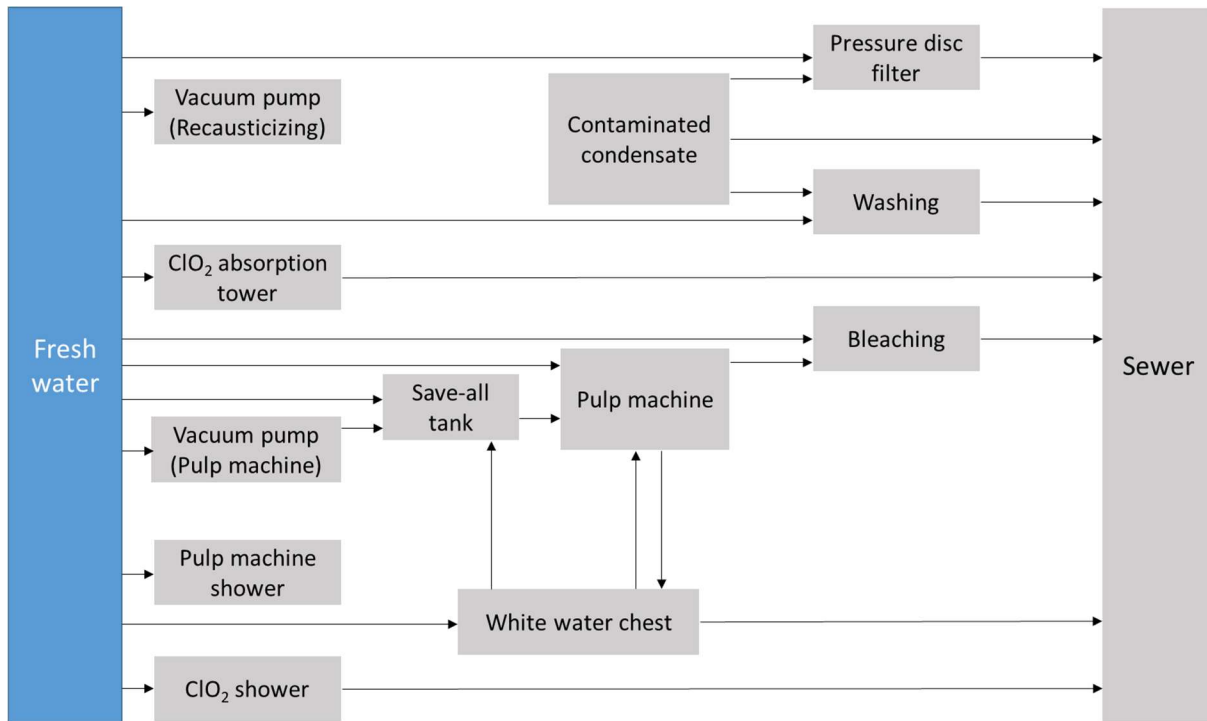 Pressure disc
filter
Vacuum pump
(Recausticizing)
Contaminated
condensate
Washing
ClO₂ absorption
tower
Fresh
water
Bleaching
Sewer
Save-all
tank
Pulp machine
Vacuum pump
(Pulp machine)
Pulp machine
shower
White water chest
ClO₂ shower